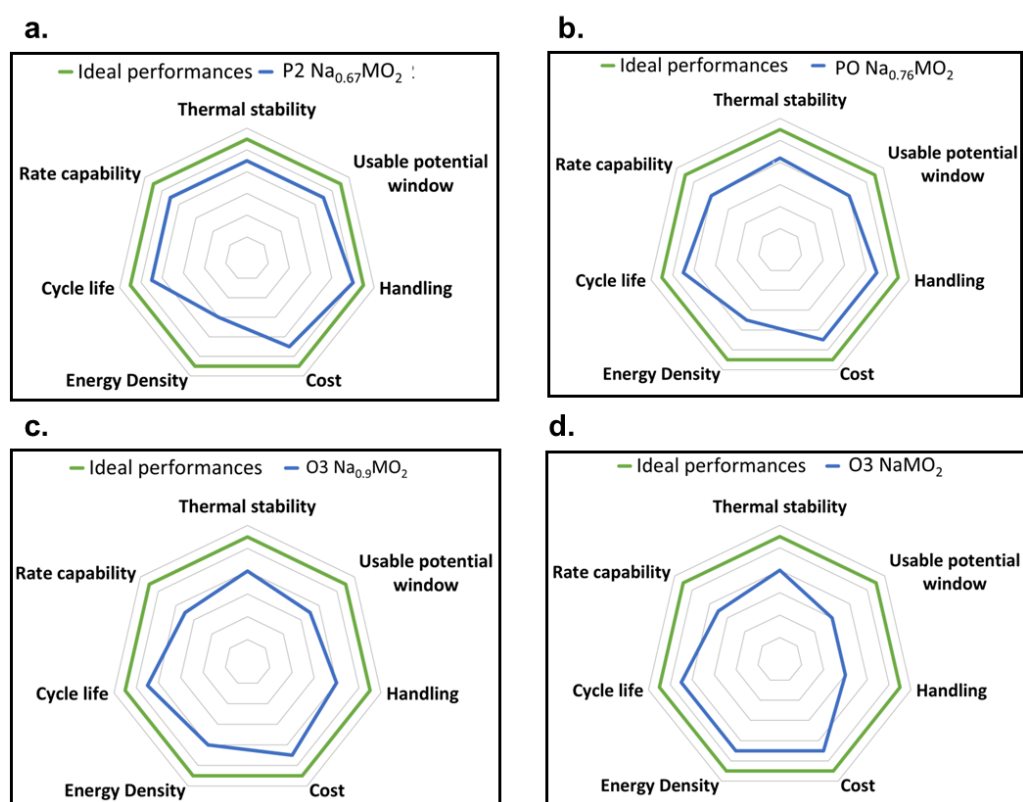 a.
Ideal performances P2 Na₀.₆₇MO₂ :
Thermal stability
Usable potential
window
Rate capability
Cycle life
Handling
Energy Density
Cost
b.
Ideal performances PO Na₀.₇₆MO₂
Thermal stability
Usable potential
window
Rate capability
Cycle life
Handling
Energy Density
Cost
c.
Ideal performances O3 Na₀.₉MO₂
Thermal stability
Usable potential
window
Rate capability
Cycle life
Handling
Energy Density
Cost
d.
Ideal performances O3 NaMO₂
Thermal stability
Usable potential
window
Rate capability
Cycle life
Handling
Energy Density
Cost